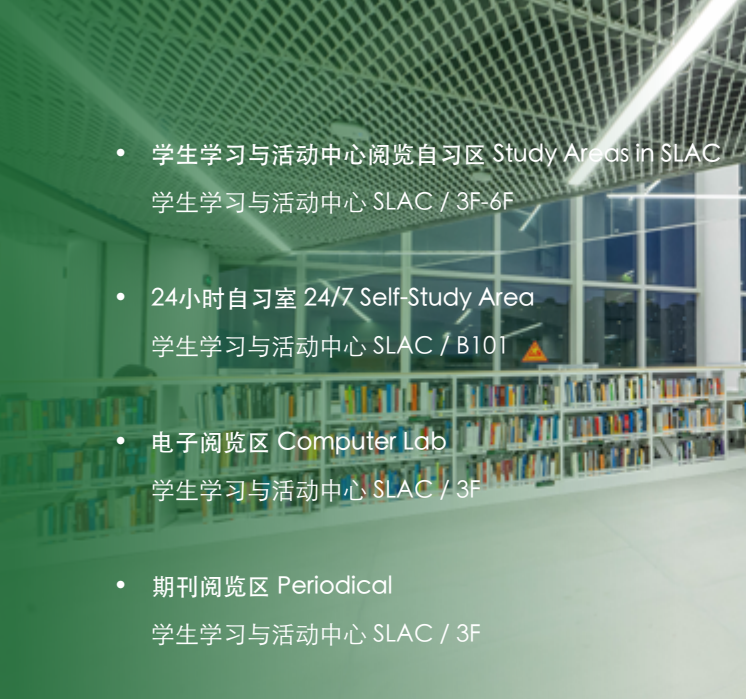 • 学生学习与活动中心阅览自习区 Study Areas in SLAC
学生学习与活动中心 SLAC / 3F-6F
• 24小时自习室 24/7 Self-Study Area
学生学习与活动中心 SLAC / B101
• 电子阅览区 Computer Lab
学生学习与活动中心 SLAC / 3F
• 期刊阅览区 Periodical
学生学习与活动中心 SLAC / 3F